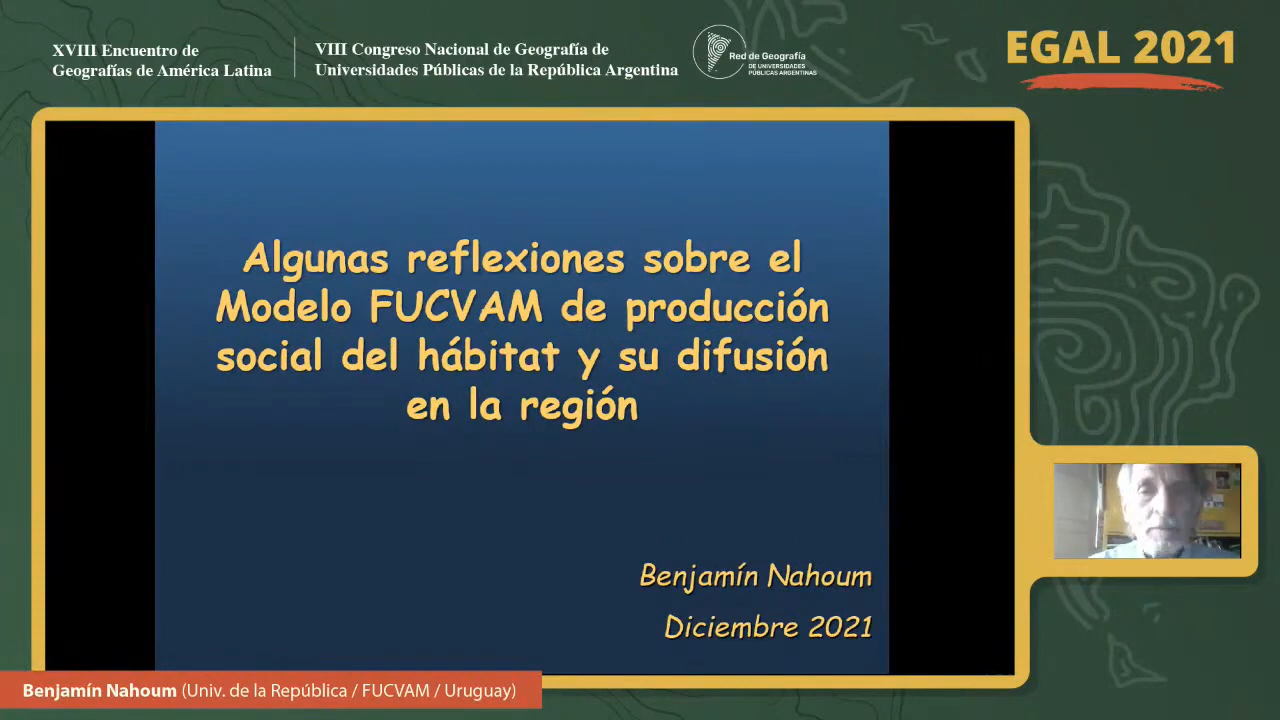 XVIII Encuentro de
Geografías de América Latina
VIII Congreso Nacional de Geografía de
Universidades Públicas de la República Argentina
Red de Geografía
DE UNIVERSIDADES
PÚBLICAS ARGENTINAS
EGAL 2021
Algunas reflexiones sobre el
Modelo FUCVAM de producción
social del hábitat y su difusión
en la región
Benjamín Nahoum
Diciembre 2021
Benjamín Nahoum (Univ. de la República / FUCVAM / Uruguay)